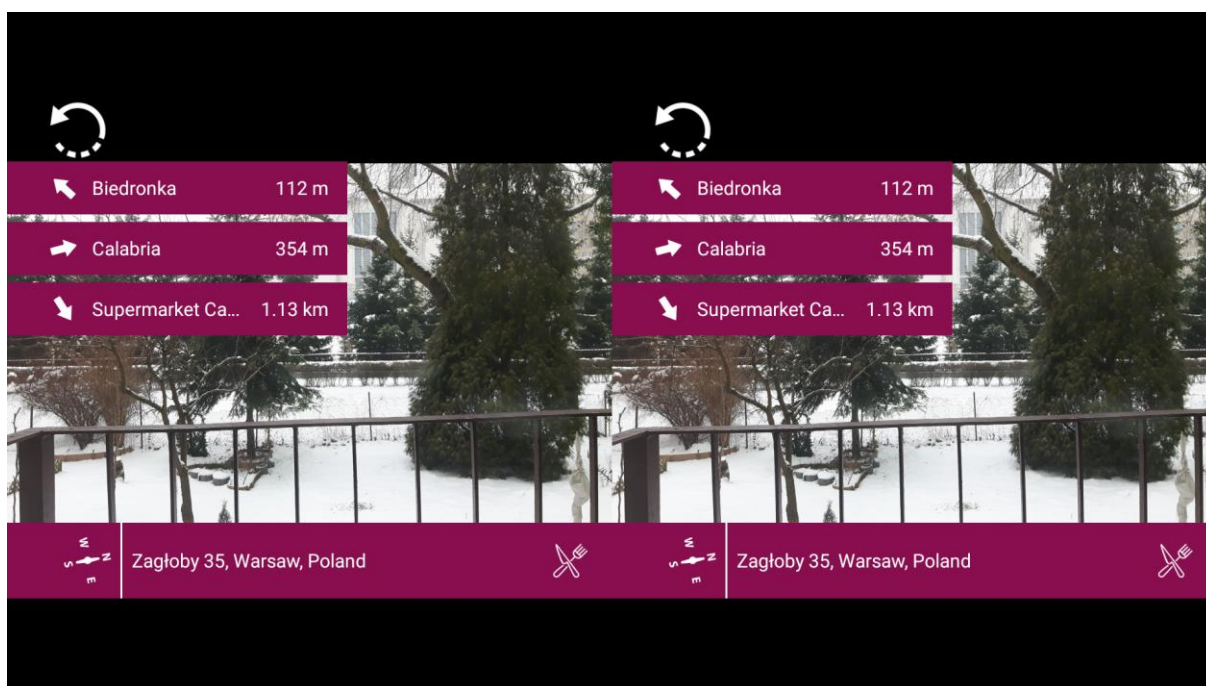 Biedronka 112 m
Calabria 354 m
Supermarket Ca... 1.13 km
W
N
S
E
Zagłoby 35, Warsaw, Poland
Biedronka 112 m
Calabria 354 m
Supermarket Ca... 1.13 km
W
N
S
E
Zagłoby 35, Warsaw, Poland